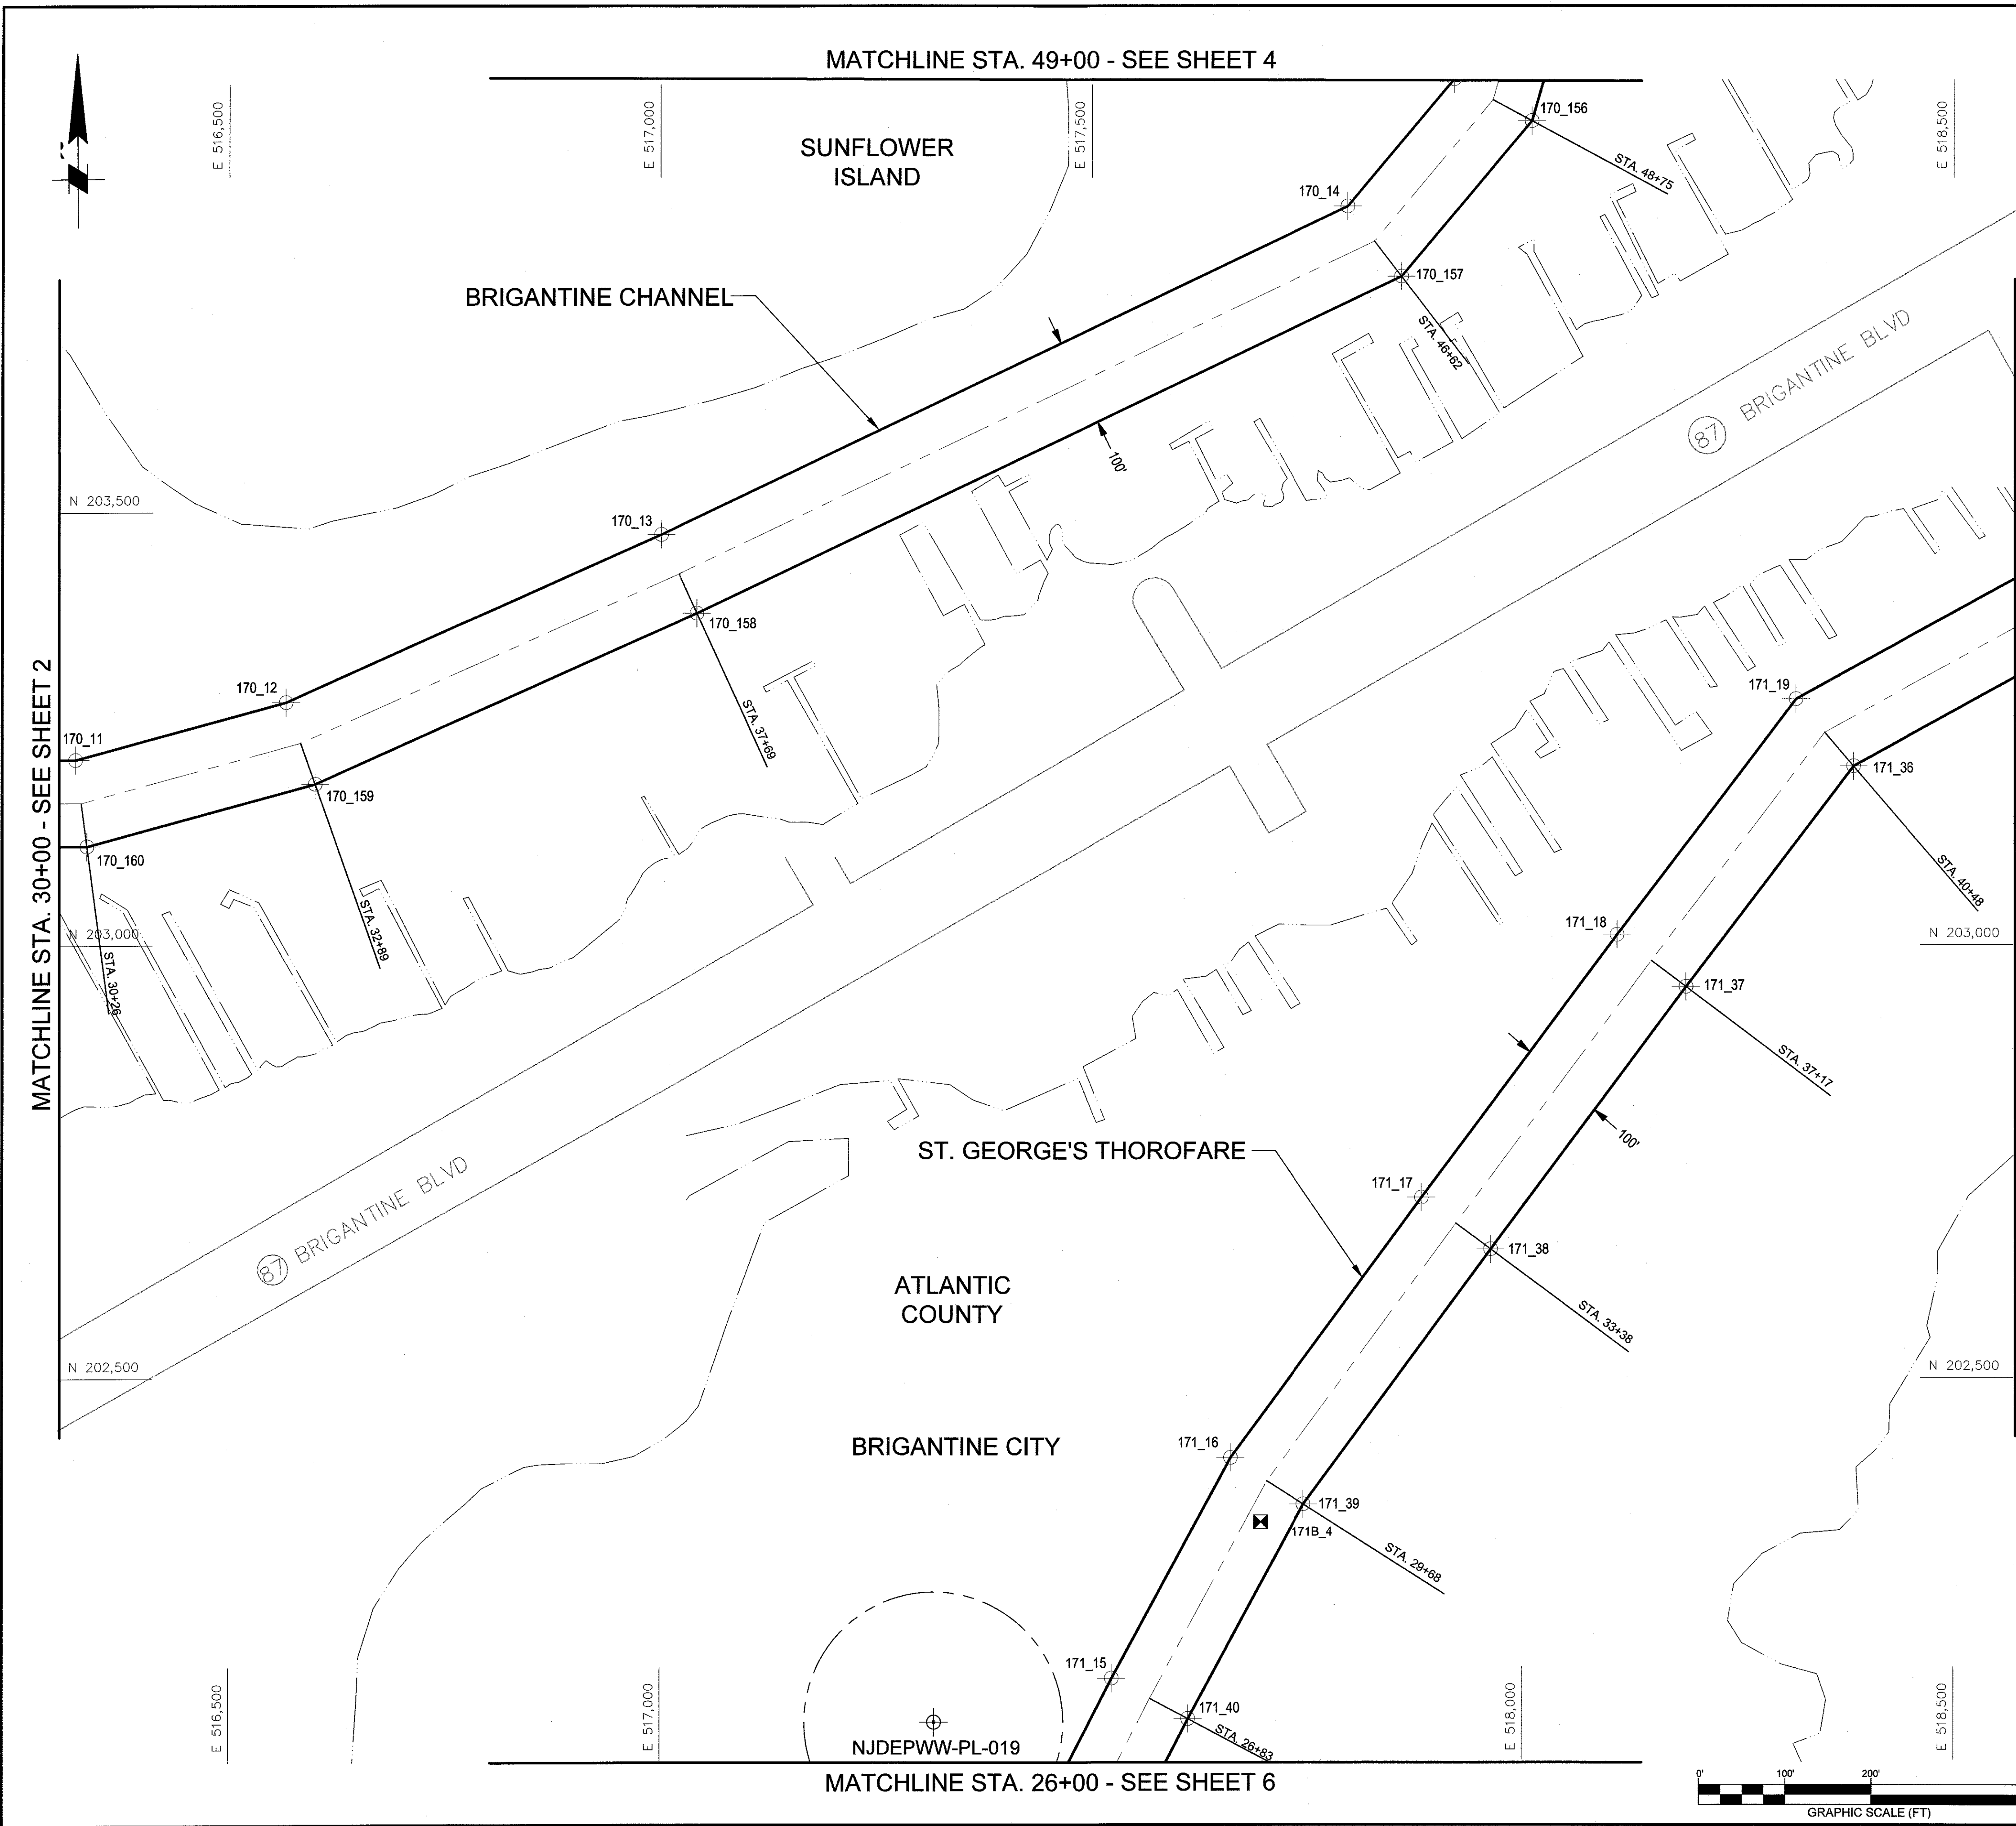 MATCHLINE STA. 49+00 - SEE SHEET 4
E 516,500
E 517,000
E 517,500
E 518,500
SUNFLOWER
ISLAND
170_156
STA. 48+75
170_14
170_157
STA. 46+62
BRIGANTINE CHANNEL
100'
87 BRIGANTINE BLVD
N 203,500
170_13
170_158
STA. 37+69
170_12
170_159
STA. 32+89
170_11
170_160
STA. 30+26
MATCHLINE STA. 30+00 - SEE SHEET 2
N 203,000
171_19
171_36
STA. 40+48
171_18
N 203,000
171_37
STA. 37+17
100'
ST. GEORGE'S THOROFARE
171_17
171_38
STA. 33+38
87 BRIGANTINE BLVD
ATLANTIC
COUNTY
N 202,500
N 202,500
BRIGANTINE CITY
171_16
171_39
171B_4
STA. 29+68
171_15
171_40
STA. 26+83
E 516,500
E 517,000
E 518,000
E 518,500
NJDEPWW-PL-019
MATCHLINE STA. 26+00 - SEE SHEET 6
0' 100' 200'
GRAPHIC SCALE (FT)